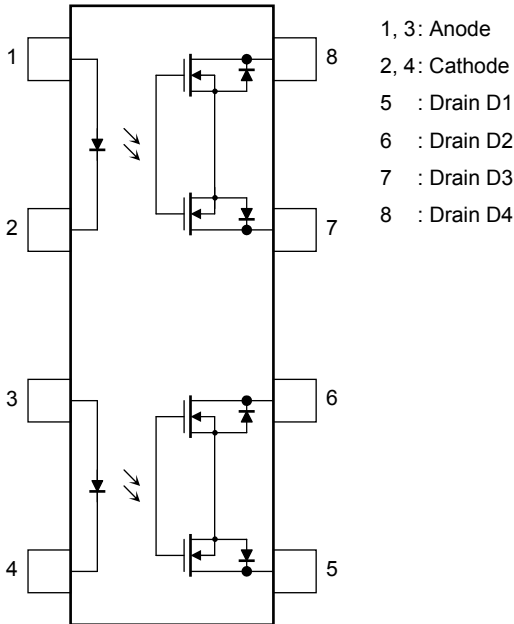 1
2
3
4
8
7
6
5
1, 3: Anode
2, 4: Cathode
5 : Drain D1
6 : Drain D2
7 : Drain D3
8 : Drain D4